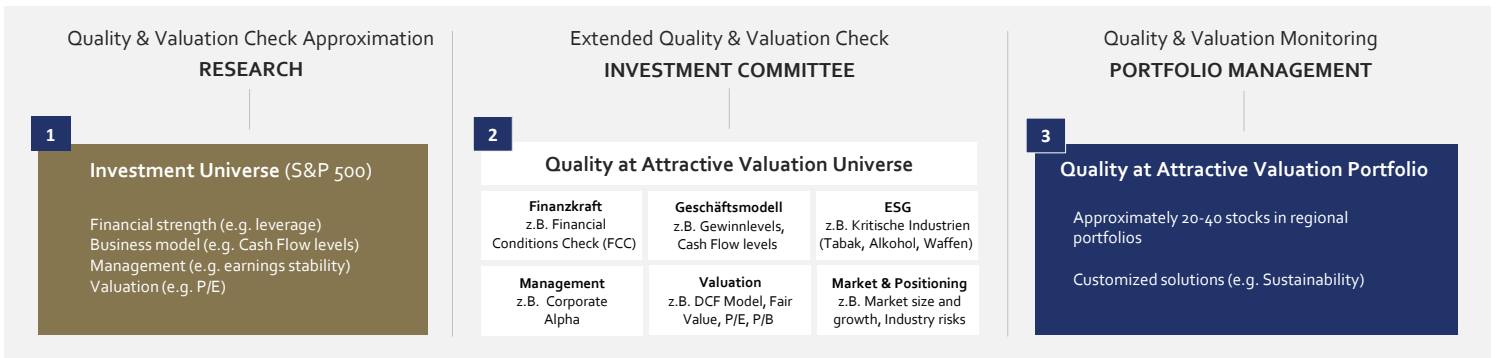 Quality & Valuation Check Approximation
RESEARCH
1
Investment Universe (S&P 500)
Financial strength (e.g. leverage)
Business model (e.g. Cash Flow levels)
Management (e.g. earnings stability)
Valuation (e.g. P/E)
Extended Quality & Valuation Check
INVESTMENT COMMITTEE
2
Quality at Attractive Valuation Universe
Finanzkraft
z.B. Financial
Conditions Check (FCC)
Geschäftsmodell
z.B. Gewinnlevels,
Cash Flow levels
ESG
z.B. Kritische Industrien
(Tabak, Alkohol, Waffen)
Management
z.B. Corporate
Alpha
Valuation
z.B. DCF Model, Fair
Value, P/E, P/B
Market & Positioning
z.B. Market size and
growth, Industry risks
Quality & Valuation Monitoring
PORTFOLIO MANAGEMENT
3
Quality at Attractive Valuation Portfolio
Approximately 20-40 stocks in regional
portfolios
Customized solutions (e.g. Sustainability)